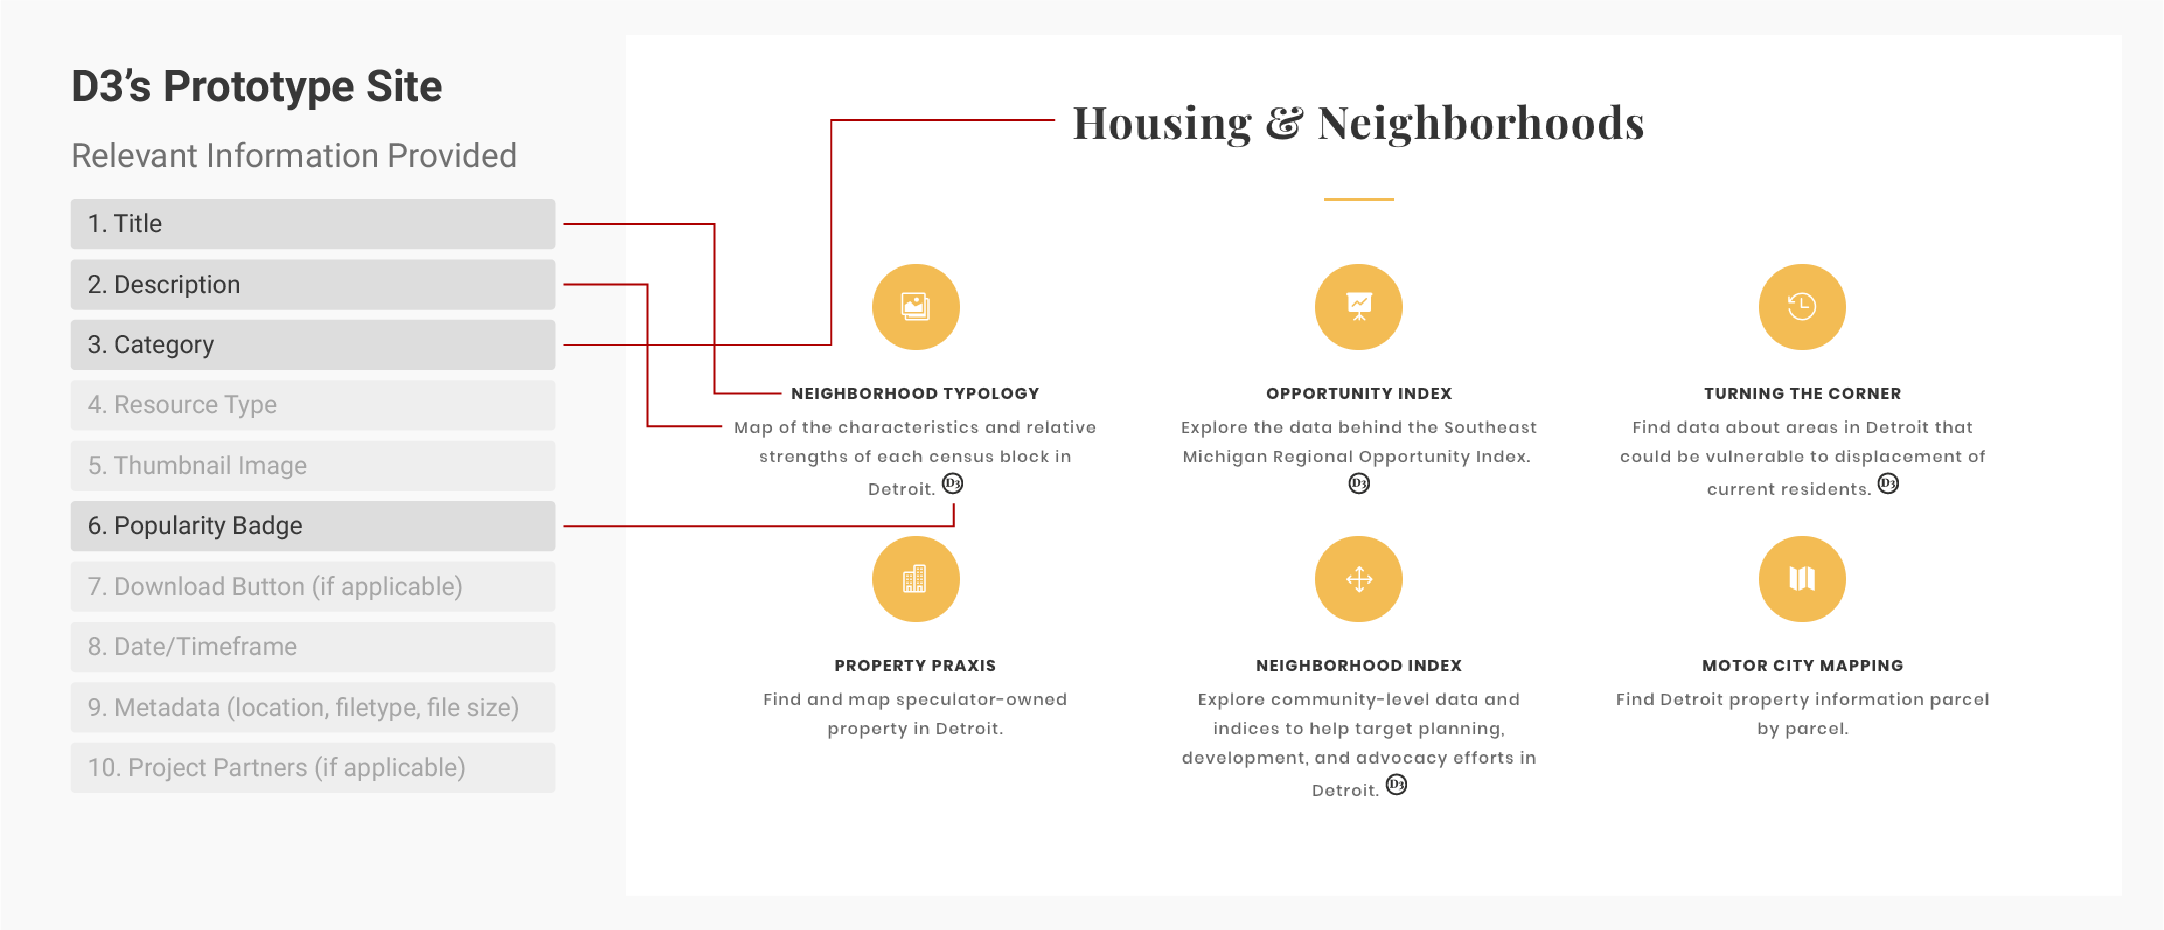 D3’s Prototype Site
Relevant Information Provided
1. Title
2. Description
3. Category
4. Resource Type
5. Thumbnail Image
6. Popularity Badge
7. Download Button (if applicable)
8. Date/Timeframe
9. Metadata (location, filetype, file size)
10. Project Partners (if applicable)
Housing & Neighborhoods
NEIGHBORHOOD TYPOLOGY
Map of the characteristics and relative
strengths of each census block in
Detroit. D3
OPPORTUNITY INDEX
Explore the data behind the Southeast
Michigan Regional Opportunity Index.
D3
TURNING THE CORNER
Find data about areas in Detroit that
could be vulnerable to displacement of
current residents. D3
PROPERTY PRAXIS
Find and map speculator-owned
property in Detroit.
NEIGHBORHOOD INDEX
Explore community-level data and
indices to help target planning,
development, and advocacy efforts in
Detroit. D3
MOTOR CITY MAPPING
Find Detroit property information parcel
by parcel.